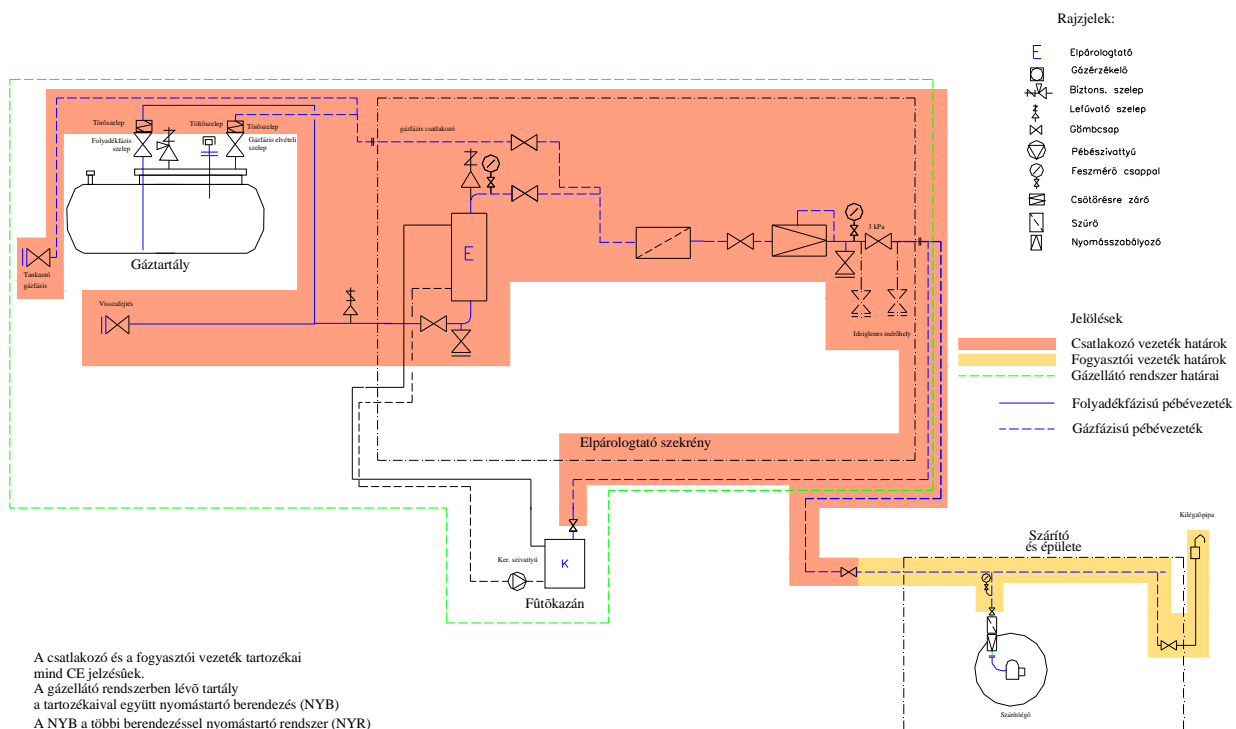 Rajzjelek:
E
Elpárologtató
Gázérzékelő
Biztons. szelep
Lefúvató szelep
Gömbcsap
Pébészivattyú
Feszmérő csappal
Csőtörésre záró
Szűrő
Nyomásszabályozó
Törőszelep
Töltőszelep
Törőszelep
Folyadékfázis
szelep
Gázfázis elvételi
szelep
gázfázis csatlakozó
3 kPa
E
Gáztartály
Tankautó
gázfázis
Visszafejtés
Ideiglenes mérőhely
Jelölések
Csatlakozó vezeték határok
Fogyasztói vezeték határok
Gázellátó rendszer határai
Folyadékfázisú pébévezeték
Gázfázisú pébévezeték
Elpárologtató szekrény
Kilégzőpipa
Szárító
és épülete
Ker. szivattyú
K
Fûtõkazán
Szárítóégő
A csatlakozó és a fogyasztói vezeték tartozékai
mind CE jelzésûek.
A gázellátó rendszerben lévõ tartály
a tartozékaival együtt nyomástartó berendezés (NYB)
A NYB a többi berendezéssel nyomástartó rendszer (NYR)